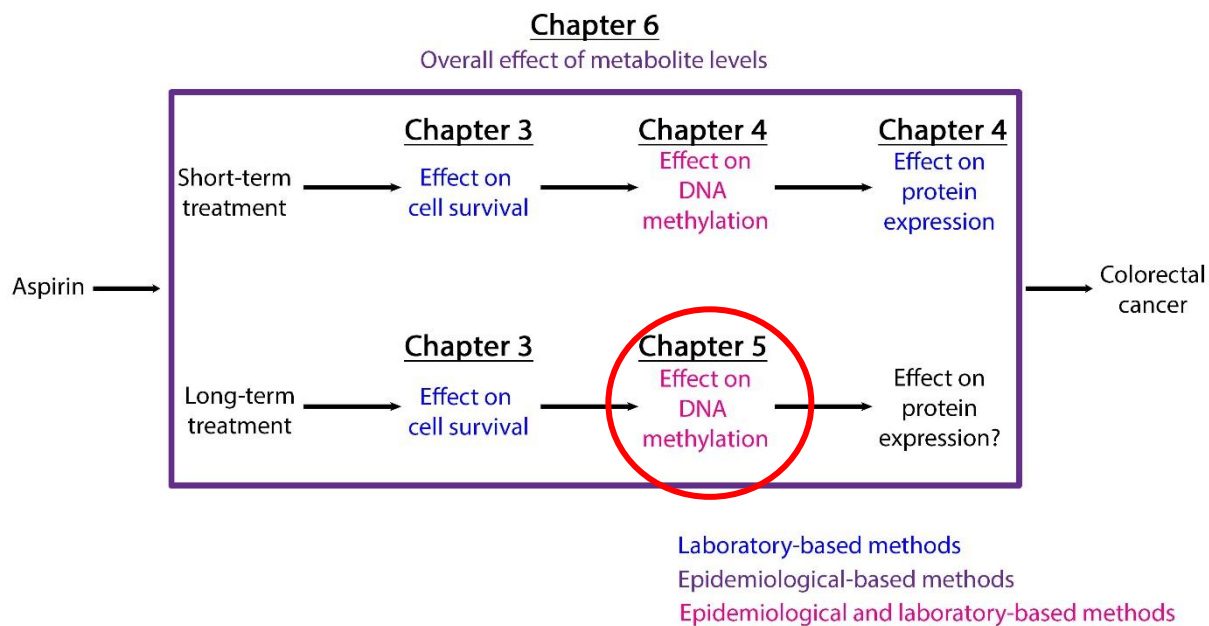 Chapter 6
Overall effect of metabolite levels
Chapter 3
Chapter 4
Chapter 4
Short-term
treatment
Effect on
cell survival
Effect on
DNA
methylation
Effect on
protein
expression
Aspirin
Colorectal
cancer
Chapter 3
Chapter 5
Long-term
treatment
Effect on
cell survival
Effect on
DNA
methylation
Effect on
protein
expression?
Laboratory-based methods
Epidemiological-based methods
Epidemiological and laboratory-based methods